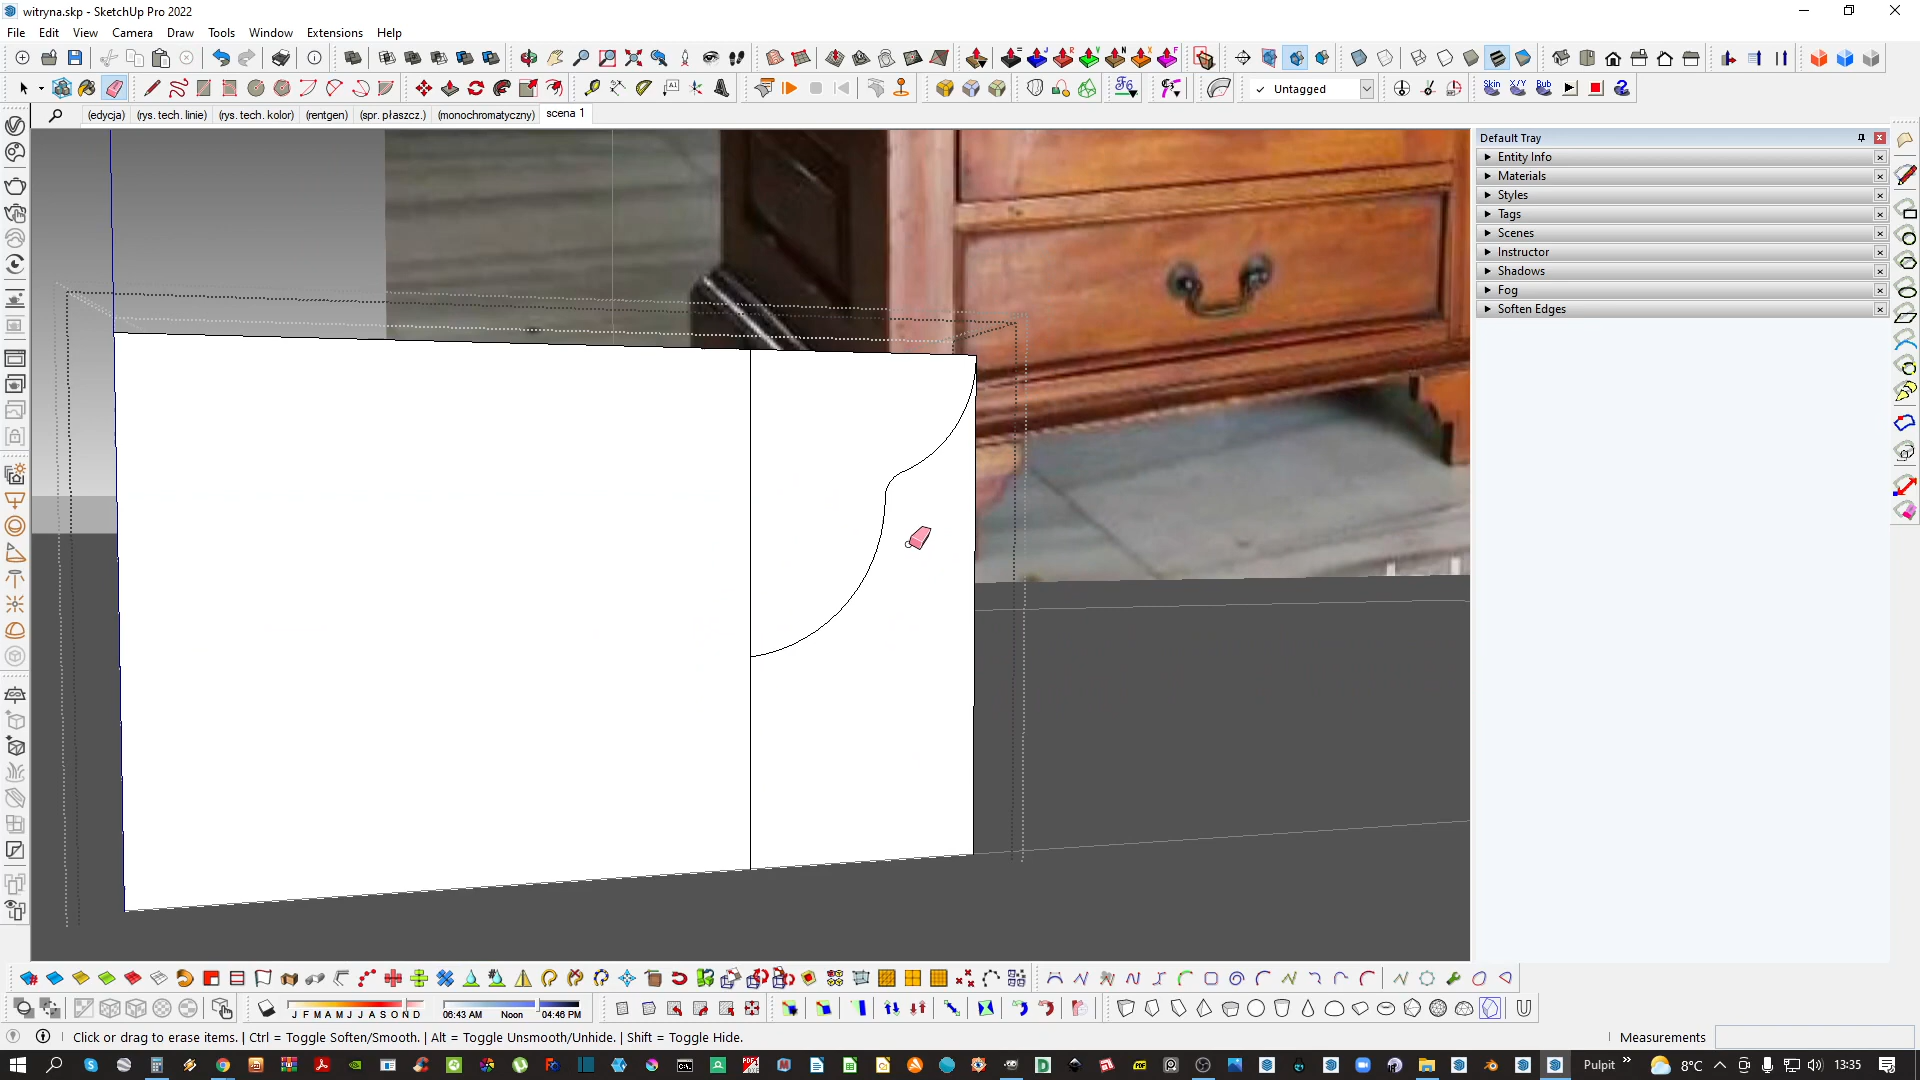 witryna.skp - SketchUp Pro 2022
File Edit View Camera Draw Tools Window Extensions Help
Untagged
Skin X/Y Bub
(edycja) (rys. tech. linie) (rys. tech. kolor) (rentgen) (spr. płaszcz.) (monochromatyczny) scena 1
Default Tray
Entity Info
Materials
Styles
Tags
Scenes
Instructor
Shadows
Fog
Soften Edges
J F M A M J J A S O N D 06:43 AM Noon 04:46 PM
Click or drag to erase items. | Ctrl = Toggle Soften/Smooth. | Alt = Toggle Unsmooth/Unhide. | Shift = Toggle Hide.
Measurements
Pulpit 8°C 13:35